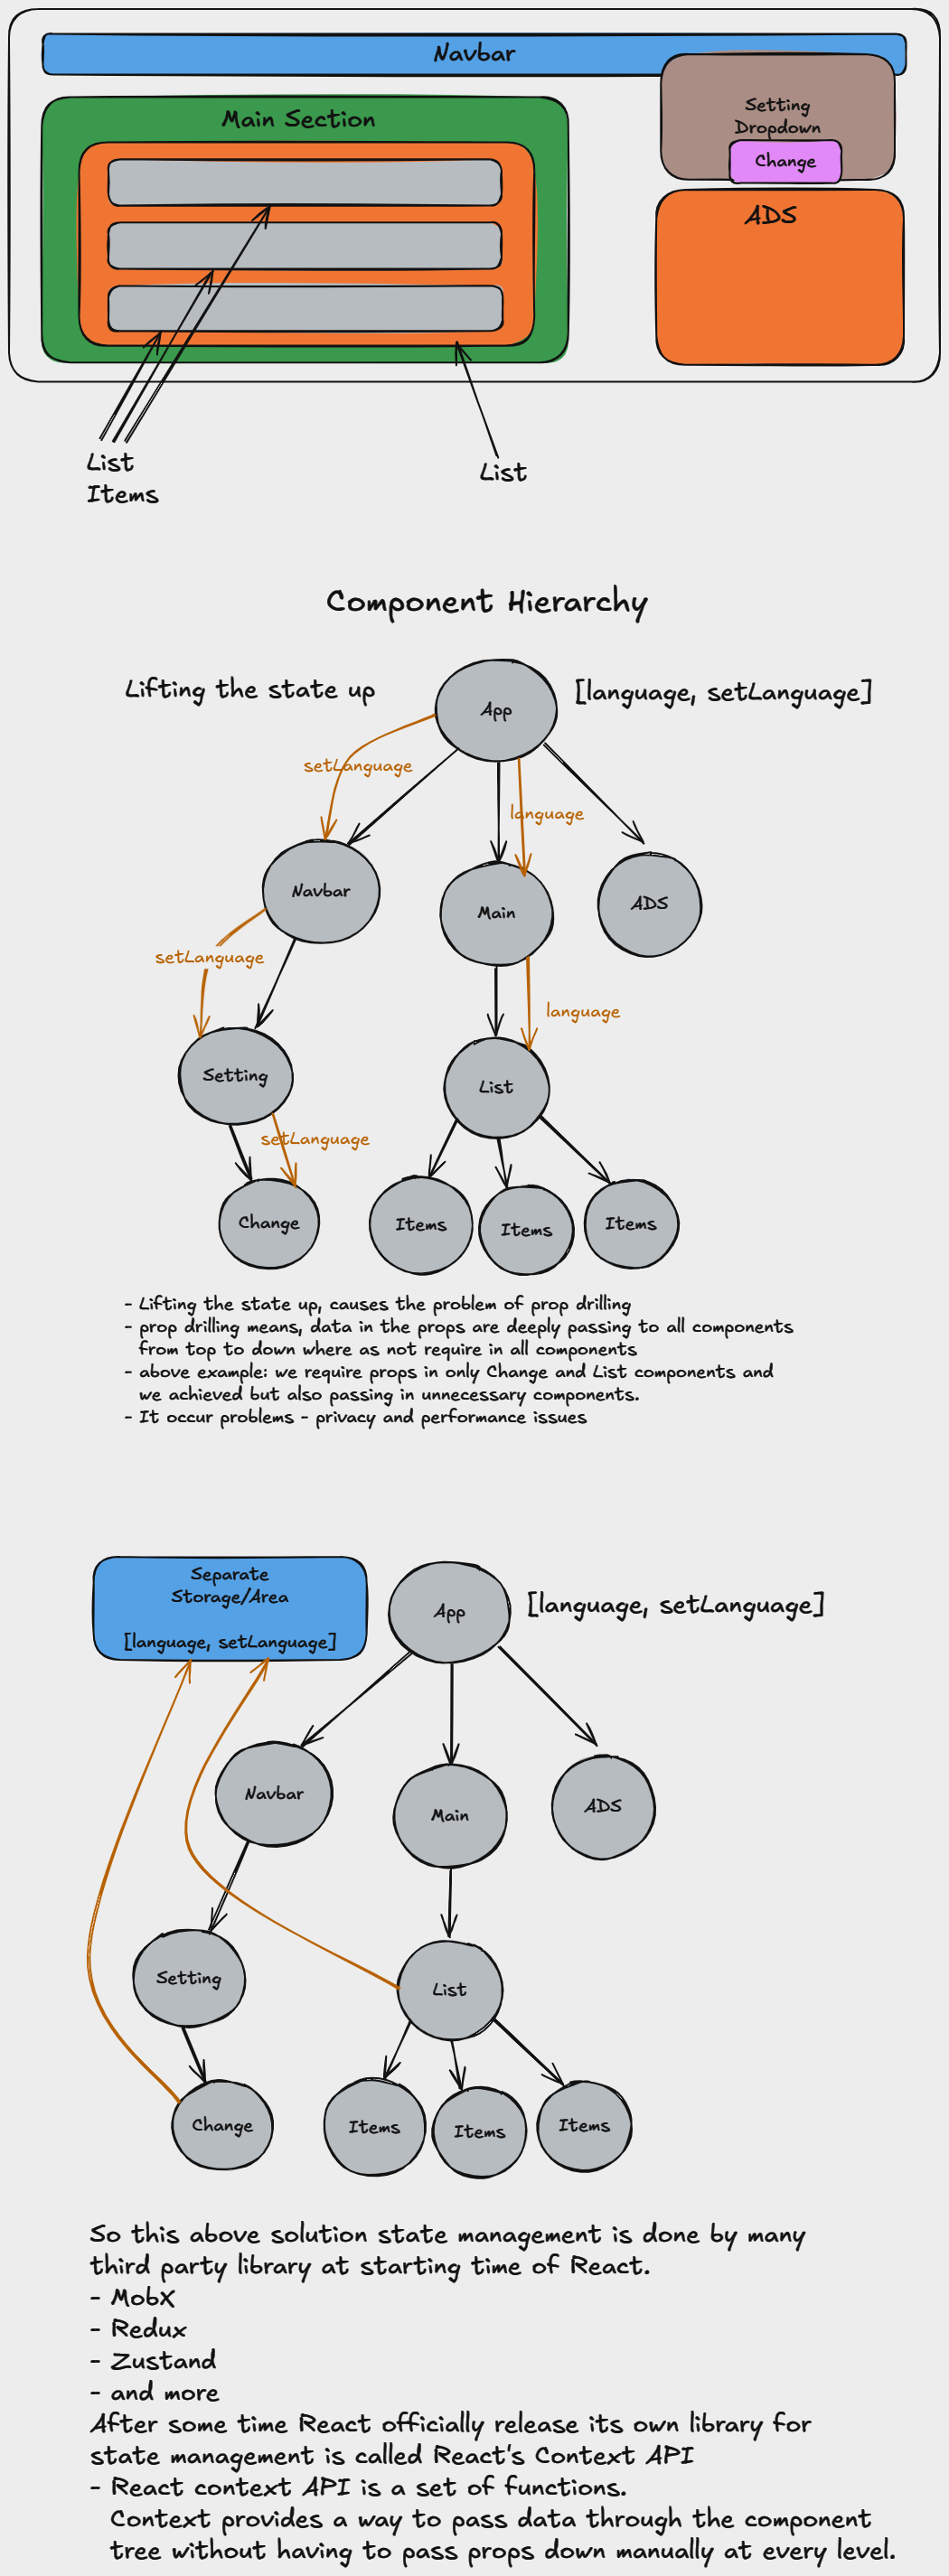 Navbar
Setting
Dropdown
Change
Main Section
ADS
List
Items
List
Component Hierarchy
Lifting the state up
App
[language, setLanguage]
setLanguage
language
Navbar
Main
ADS
setLanguage
language
Setting
List
setLanguage
Change
Items
Items
Items
- Lifting the state up, causes the problem of prop drilling
- prop drilling means, data in the props are deeply passing to all components
from top to down where as not require in all components
- above example: we require props in only Change and List components and
we achieved but also passing in unnecessary components.
- It occur problems - privacy and performance issues
Separate
Storage/Area
[language, setLanguage]
App
[language, setLanguage]
Navbar
Main
ADS
Setting
List
Change
Items
Items
Items
So this above solution state management is done by many
third party library at starting time of React.
- MobX
- Redux
- Zustand
- and more
After some time React officially release its own library for
state management is called React's Context API
- React context API is a set of functions.
Context provides a way to pass data through the component
tree without having to pass props down manually at every level.